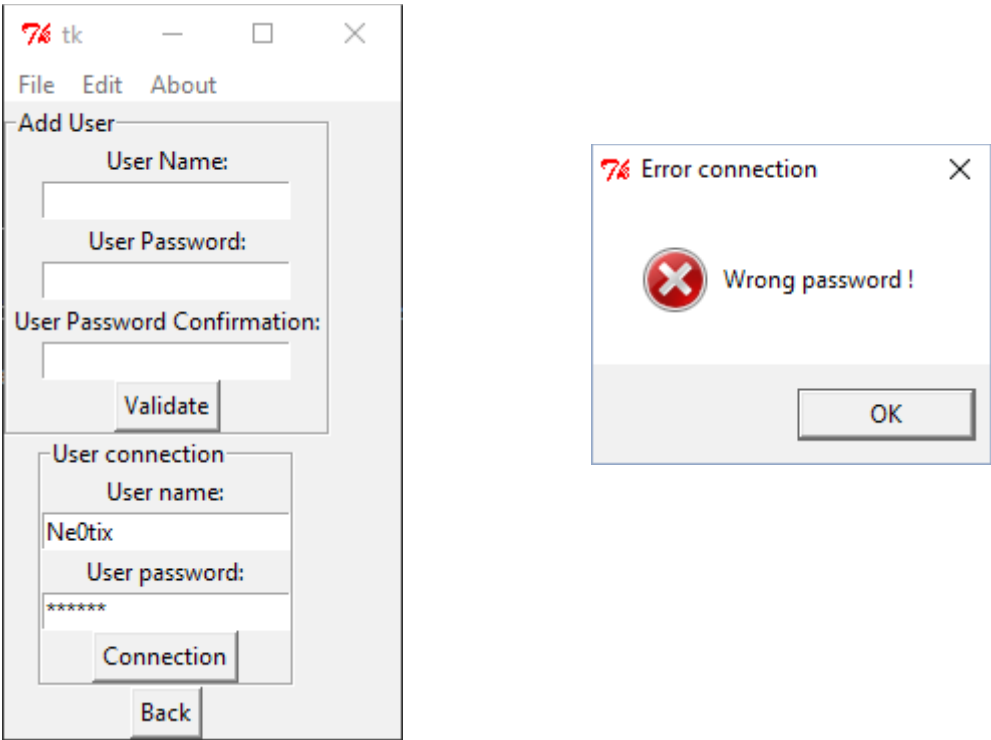 tk
File Edit About
Add User
User Name:
User Password:
User Password Confirmation:
Validate
User connection
User name:
Ne0tix
User password:
******
Connection
Back
Error connection
Wrong password !
OK